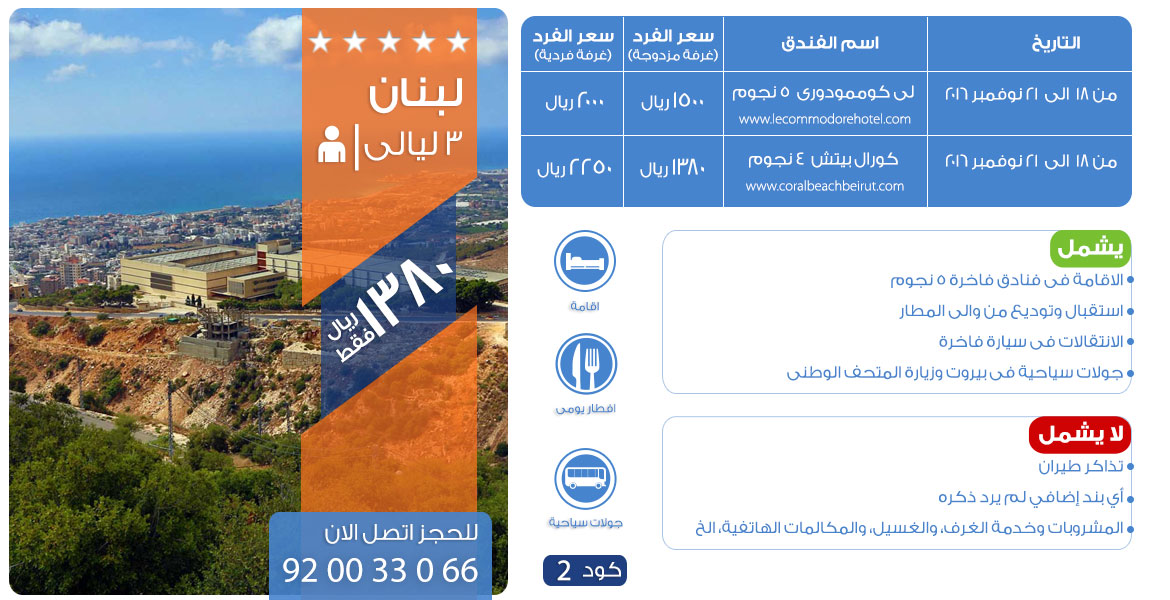 التاريخ
اسم الفندق
سعر الفرد
(غرفة مزدوجة)
سعر الفرد
(غرفة فردية)
من ١٨ الى ٢١ نوفمبر ٢٠١٦
لى كوممودورى ٥ نجوم
www.lecommodorehotel.com
١٥٠٠ ريال
٢٠٠٠ ريال
من ١٨ الى ٢١ نوفمبر ٢٠١٦
كورال بيتش ٤ نجوم
www.coralbeachbeirut.com
١٣٨٠ ريال
٢٢٥٠ ريال
يشمل
الاقامة فى فنادق فاخرة ٥ نجوم
استقبال وتوديع من والى المطار
الانتقالات فى سيارة فاخرة
جولات سياحية فى بيروت وزيارة المتحف الوطنى
لا يشمل
تذاكر طيران
أي بند إضافي لم يرد ذكره
المشروبات وخدمة الغرف، والغسيل، والمكالمات الهاتفية، الخ
اقامة
افطار يومى
جولات سياحية
كود 2
لبنان
٣ ليالى
١٣٨٠
ريال
فقط
للحجز اتصل الان
92 00 33 0 66